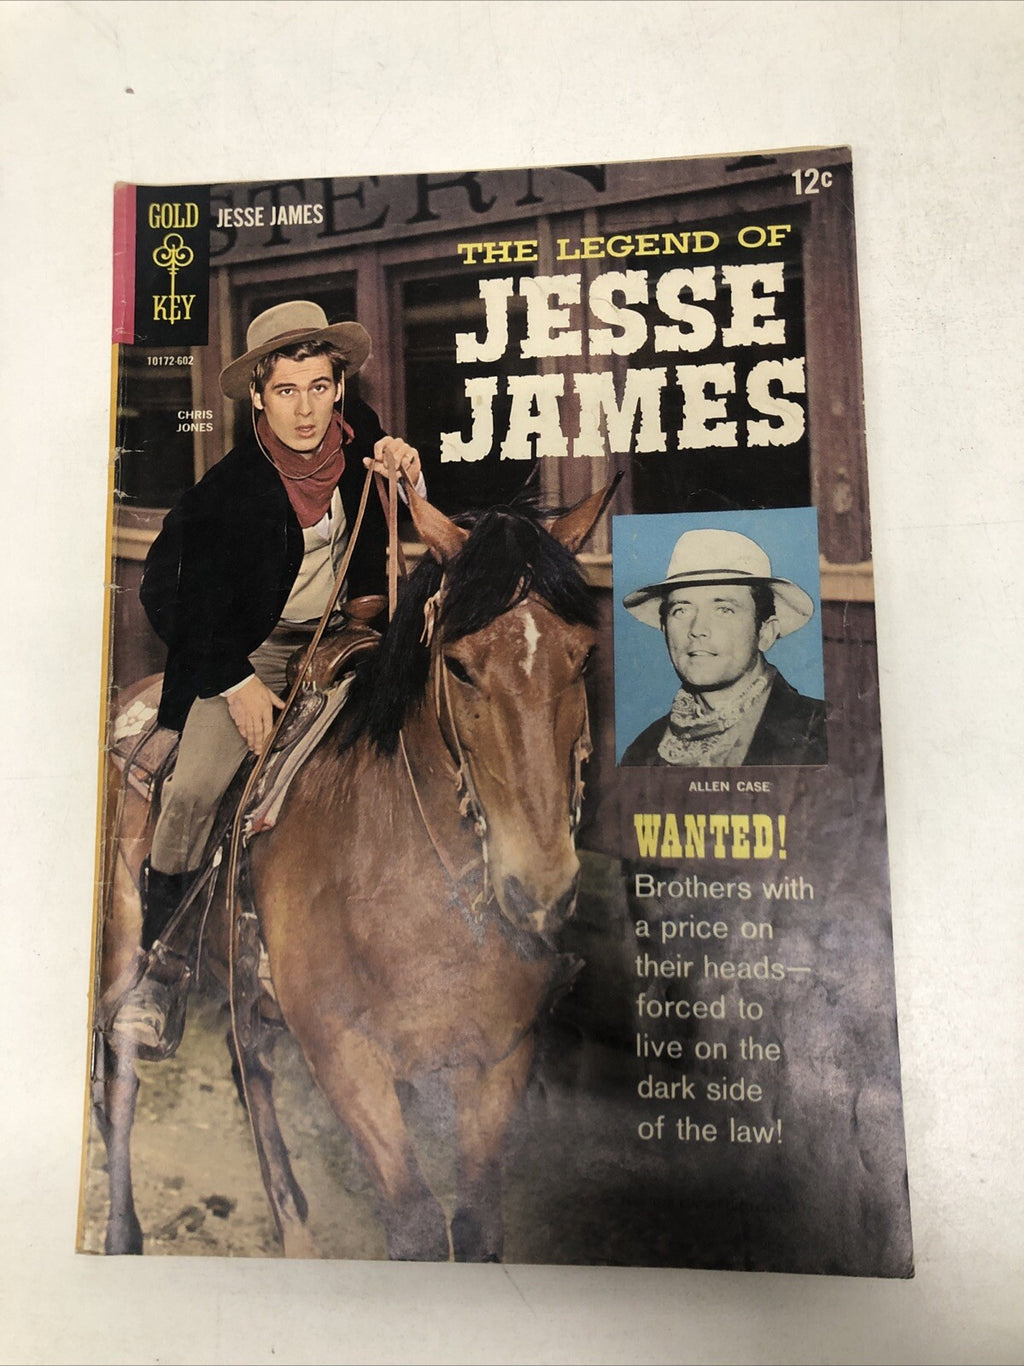 GOLD
KEY
JESSE JAMES
12c
10172-602
THE LEGEND OF
JESSE
JAMES
CHRIS
JONES
ALLEN CASE
WANTED!
Brothers with
a price on
their heads—
forced to
live on the
dark side
of the law!